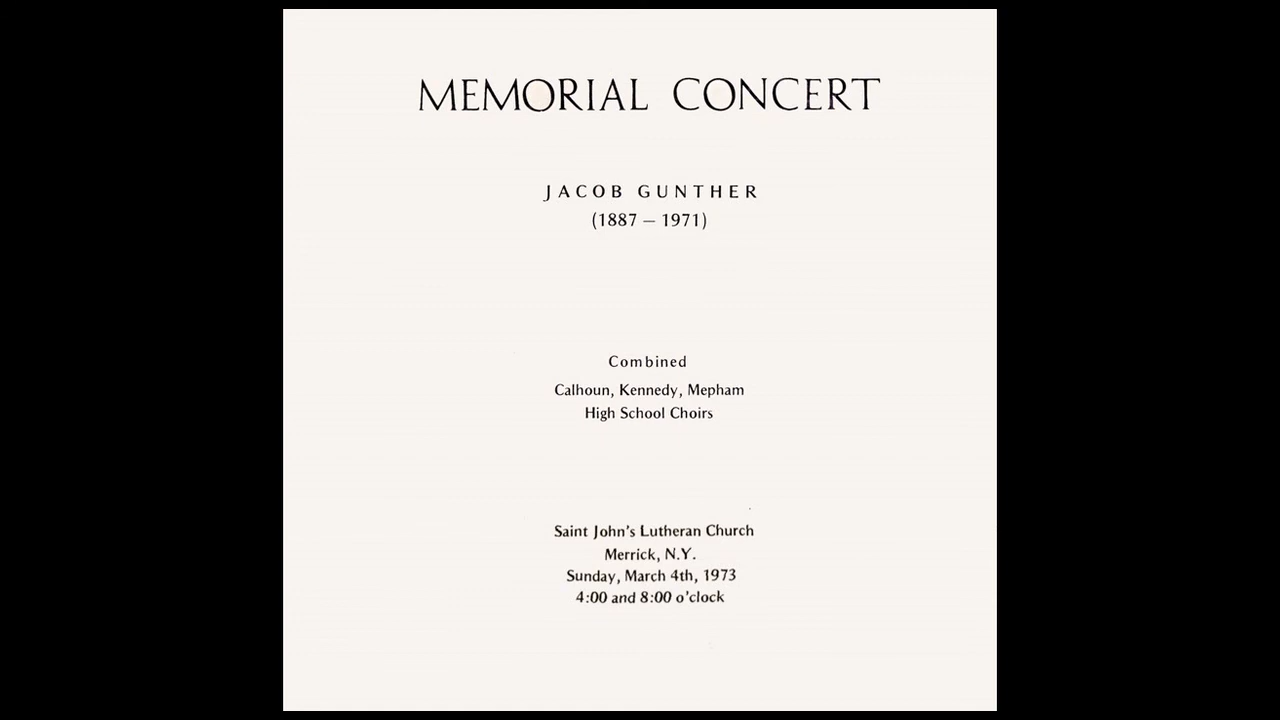 MEMORIAL CONCERT
JACOB GUNTHER
(1887 – 1971)
Combined
Calhoun, Kennedy, Mepham
High School Choirs
Saint John's Lutheran Church
Merrick, N.Y.
Sunday, March 4th, 1973
4:00 and 8:00 o'clock